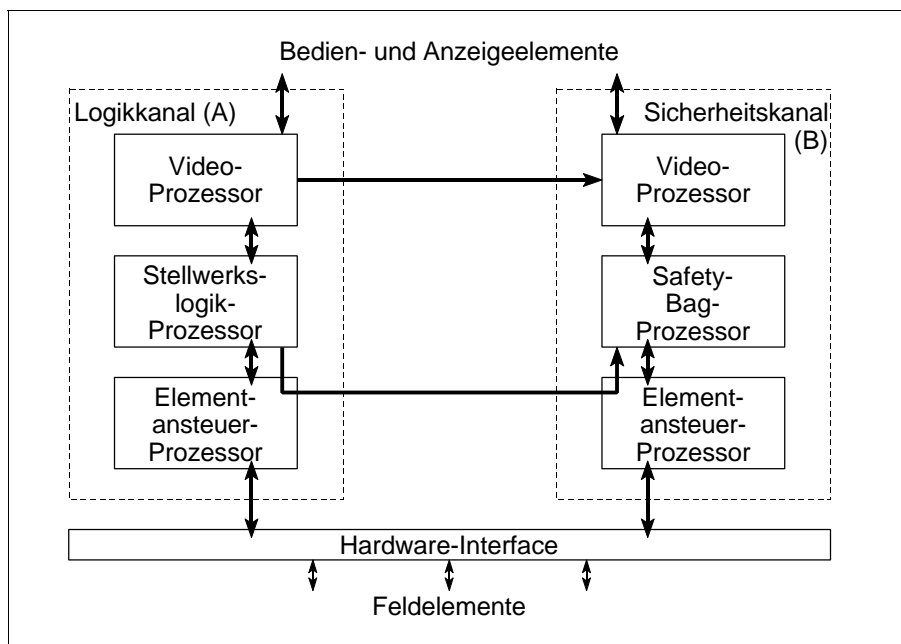 Bedien- und Anzeigeelemente
Logikkanal (A)
Sicherheitskanal
(B)
Video-
Prozessor
Video-
Prozessor
Stellwerks-
logik-
Prozessor
Safety-
Bag-
Prozessor
Element-
ansteuer-
Prozessor
Element-
ansteuer-
Prozessor
Hardware-Interface
Feldelemente